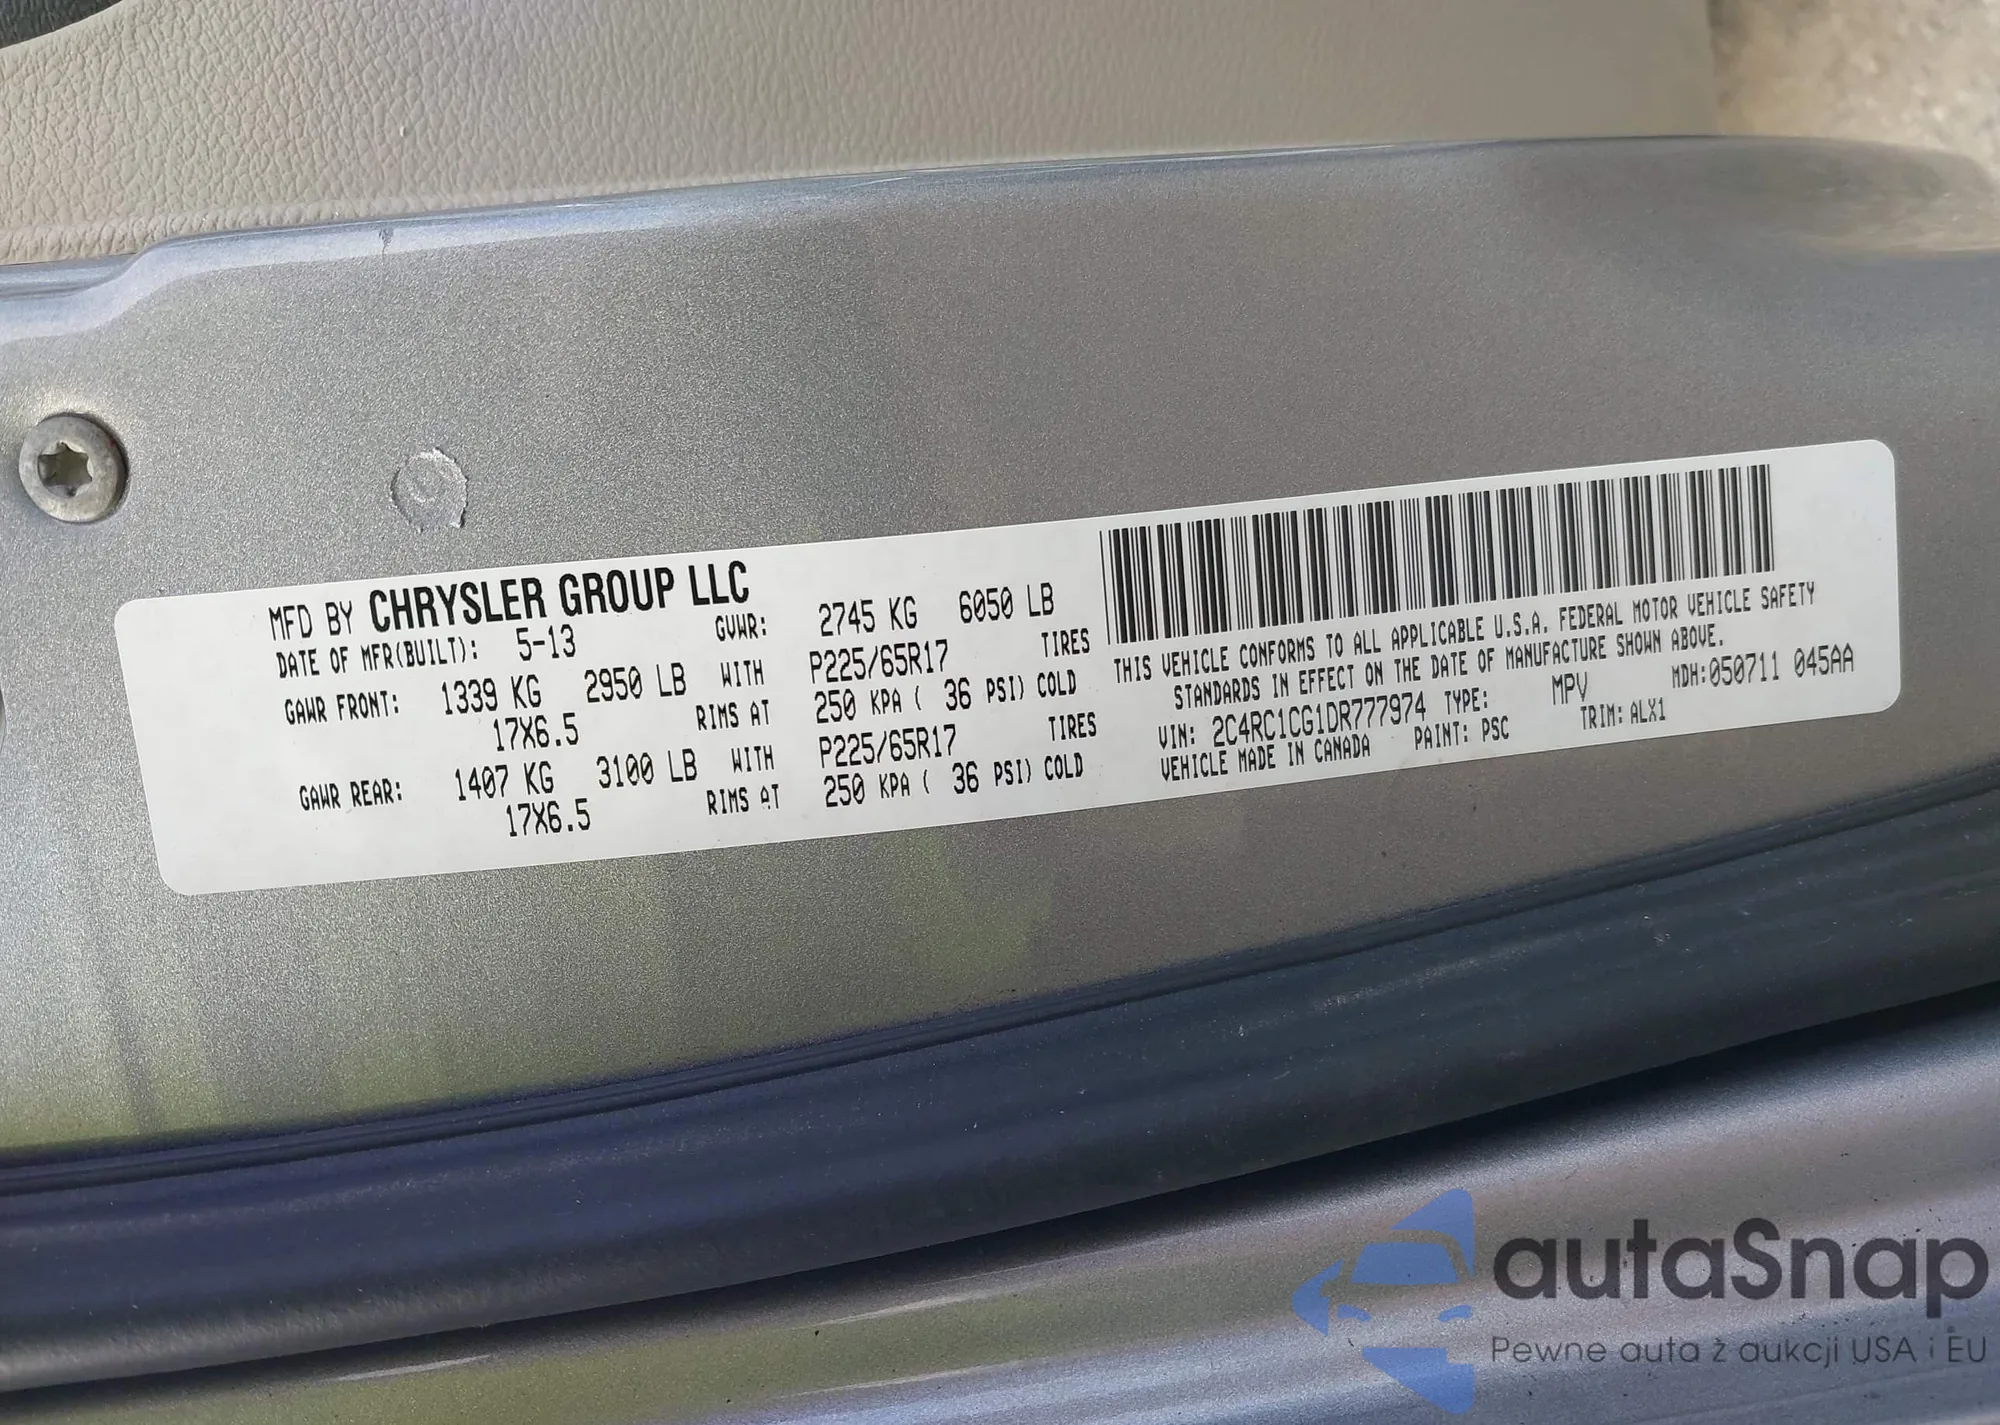 MFD BY CHRYSLER GROUP LLC
DATE OF MFR(BUILT): 5-13 GVWR: 2745 KG 6050 LB
GAWR FRONT: 1339 KG 2950 LB WITH P225/65R17 TIRES
17X6.5 RIMS AT 250 KPA ( 36 PSI) COLD
GAWR REAR: 1407 KG 3100 LB WITH P225/65R17 TIRES
17X6.5 RIMS AT 250 KPA ( 36 PSI) COLD
THIS VEHICLE CONFORMS TO ALL APPLICABLE U.S.A. FEDERAL MOTOR VEHICLE SAFETY
STANDARDS IN EFFECT ON THE DATE OF MANUFACTURE SHOWN ABOVE.
VIN: 2C4RC1CG1DR777974 TYPE: MPV MDH:050711 045AA
VEHICLE MADE IN CANADA PAINT: PSC TRIM: ALX1
autaSnap
Pewne auta z aukcji USA i EU